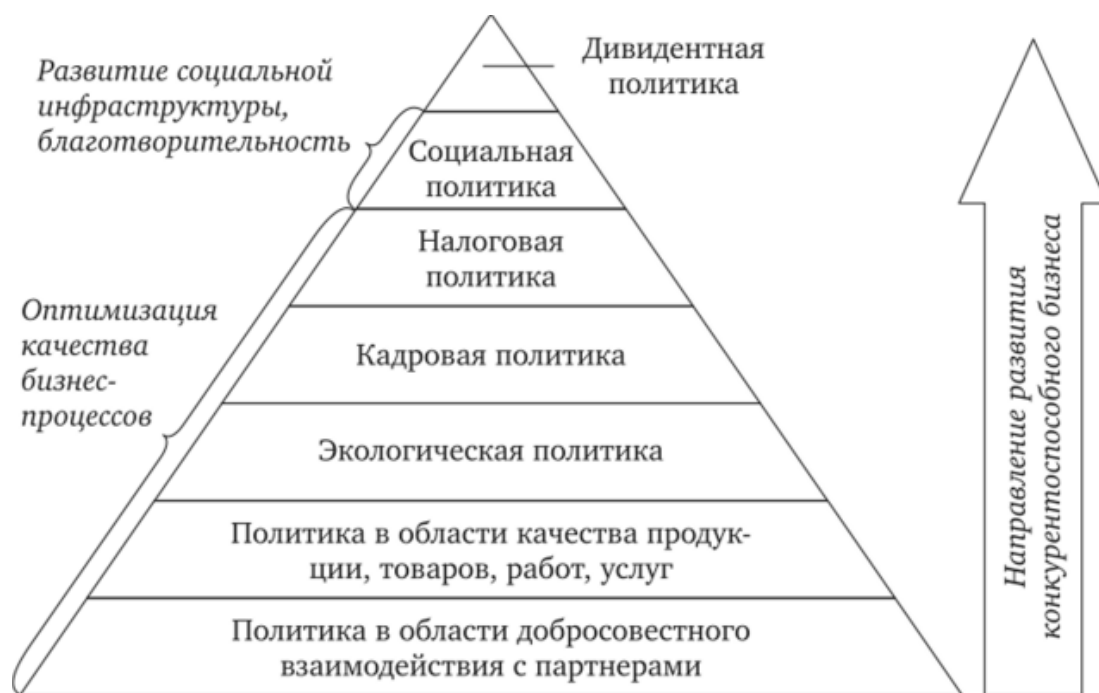 Дивидентная
политика
Развитие социальной
инфраструктуры,
благотворительность
Социальная
политика
Налоговая
политика
Оптимизация
качества
бизнес-
процессов
Кадровая политика
Экологическая политика
Политика в области качества продук-
ции, товаров, работ, услуг
Политика в области добросовестного
взаимодействия с партнерами
Направление развития
конкурентоспособного бизнеса